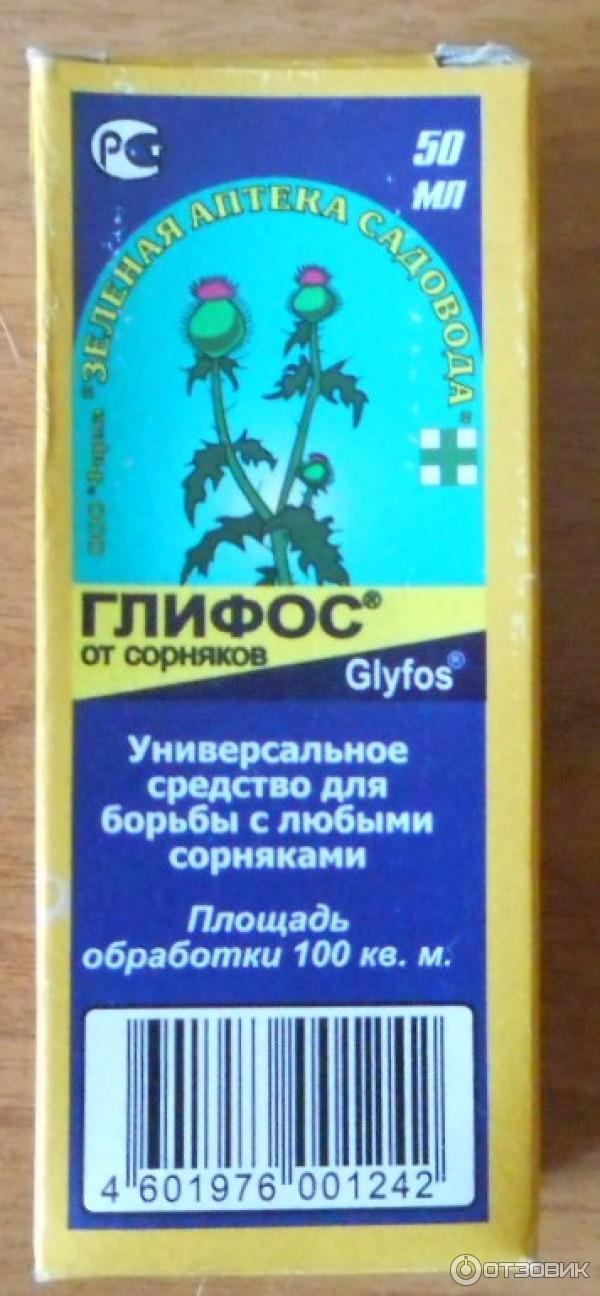 РСТ
50
МЛ
ООО "Фирма "ЗЕЛЕНАЯ АПТЕКА САДОВОДА"
ГЛИФОС®
от сорняков
Glyfos®
Универсальное
средство для
борьбы с любыми
сорняками
Площадь
обработки 100 кв. м.
4 601976 001242
ОТЗОВИК